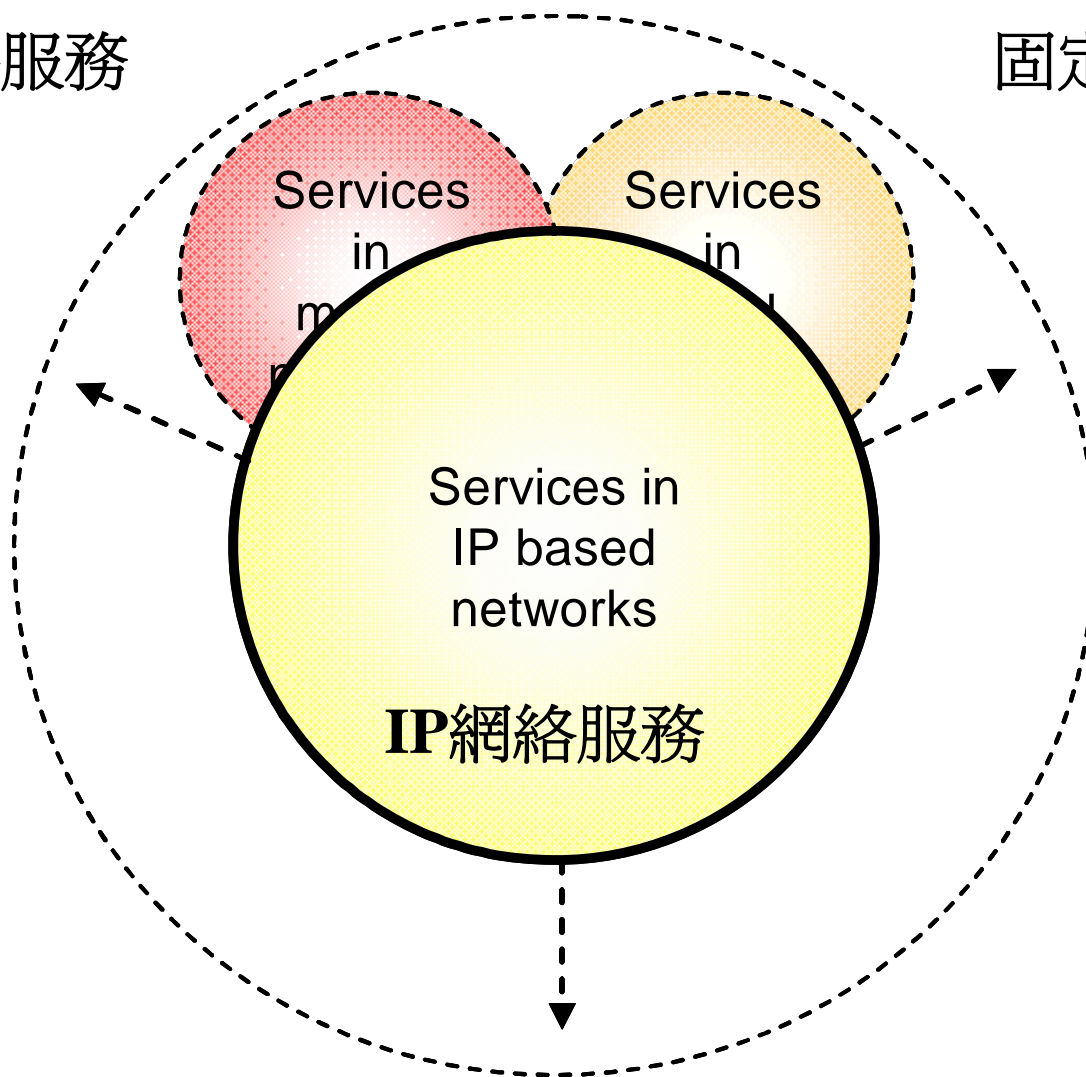 服務
固
Services
in
Services
in
Services in
IP based
networks
IP網絡服務